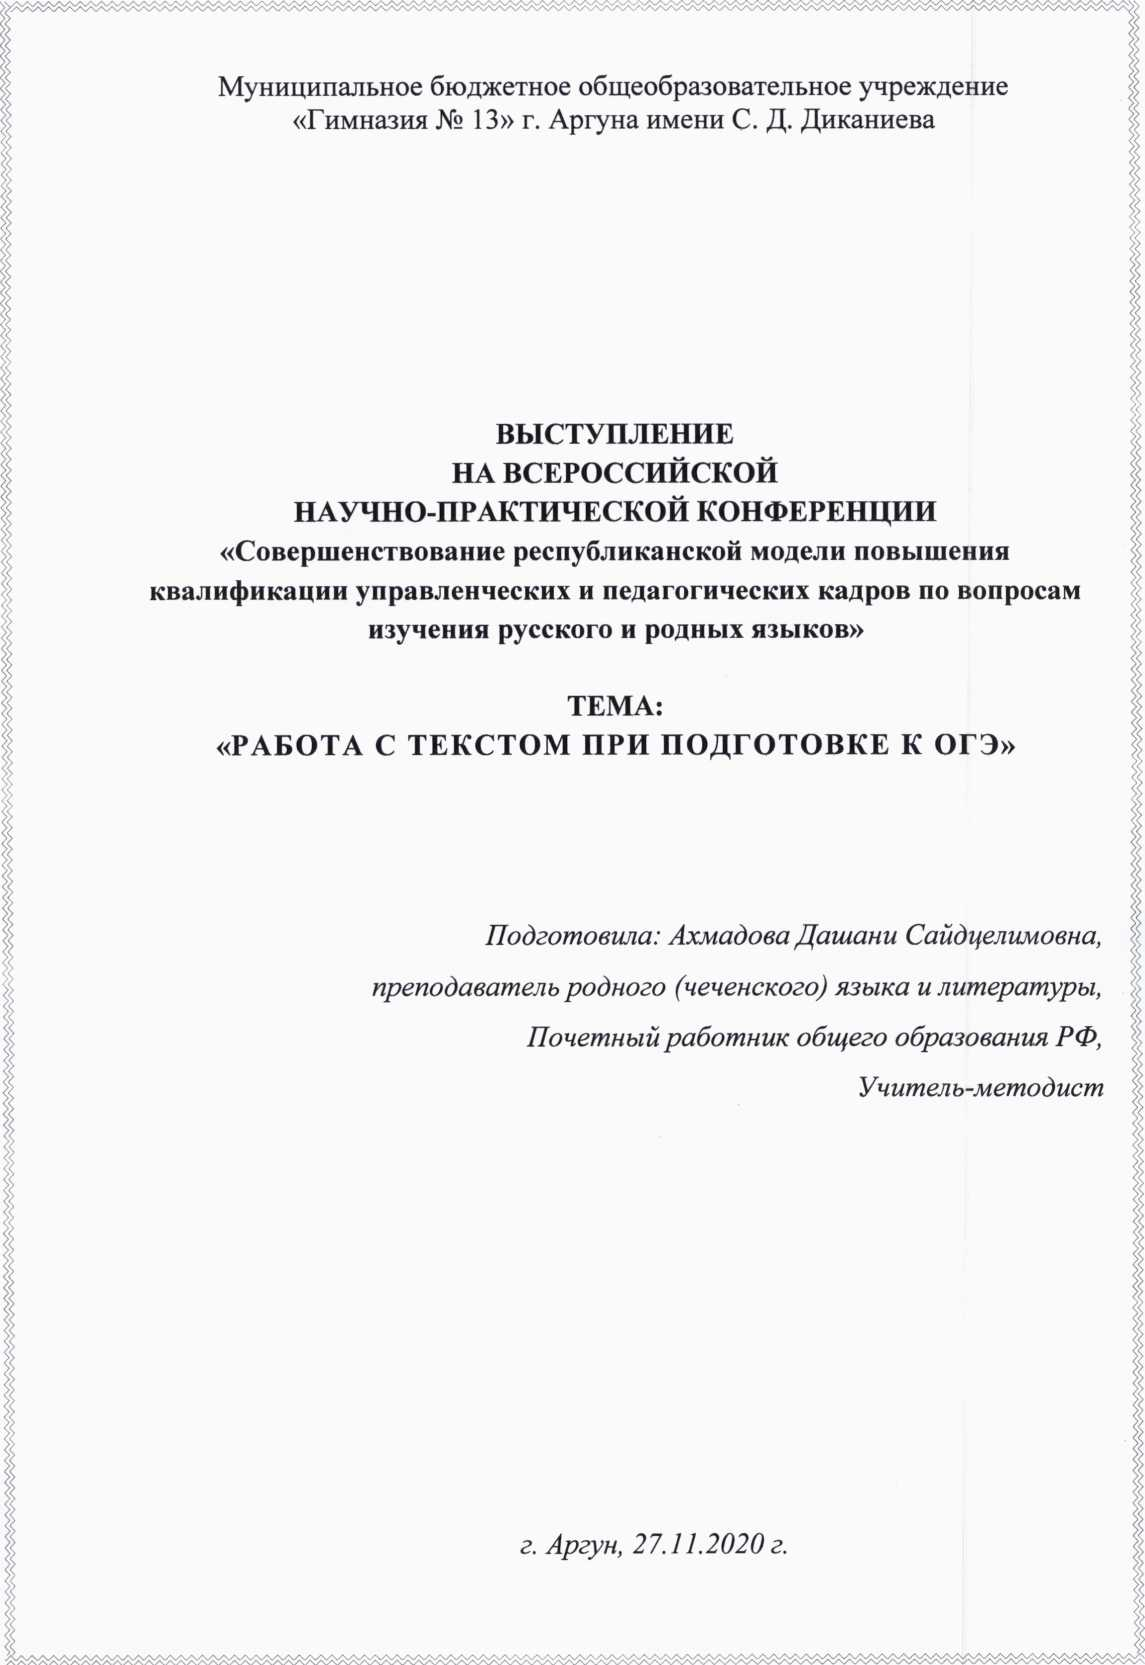 Муниципальное бюджетное общеобразовательное учреждение
«Гимназия № 13» г. Аргуна имени С. Д. Диканиева
ВЫСТУПЛЕНИЕ
НА ВСЕРОССИЙСКОЙ
НАУЧНО-ПРАКТИЧЕСКОЙ КОНФЕРЕНЦИИ
«Совершенствование республиканской модели повышения
квалификации управленческих и педагогических кадров по вопросам
изучения русского и родных языков»
ТЕМА:
«РАБОТА С ТЕКСТОМ ПРИ ПОДГОТОВКЕ К ОГЭ»
Подготовила: Ахмадова Дашани Сайдцелимовна,
преподаватель родного (чеченского) языка и литературы,
Почетный работник общего образования РФ,
Учитель-методист
г. Аргун, 27.11.2020 г.